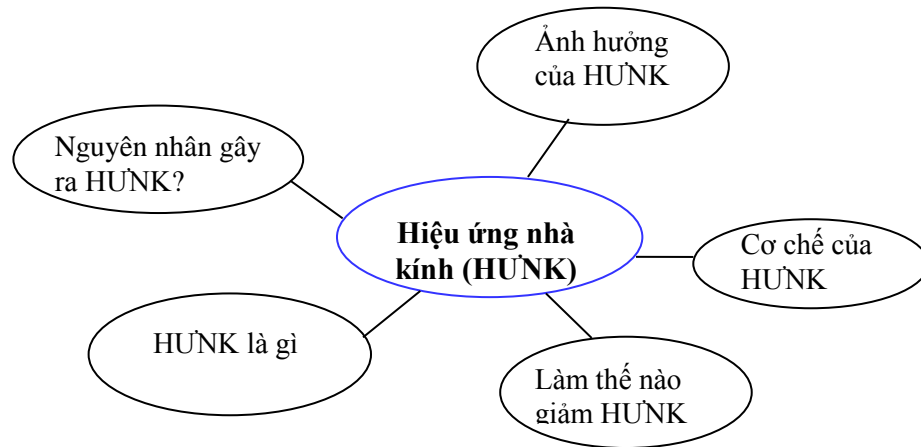 Ảnh hưởng
của HƯNK
Nguyên nhân gây
ra HƯNK?
Hiệu ứng nhà
kính (HƯNK)
Cơ chế của
HƯNK
HƯNK là gì
Làm thế nào
giảm HƯNK